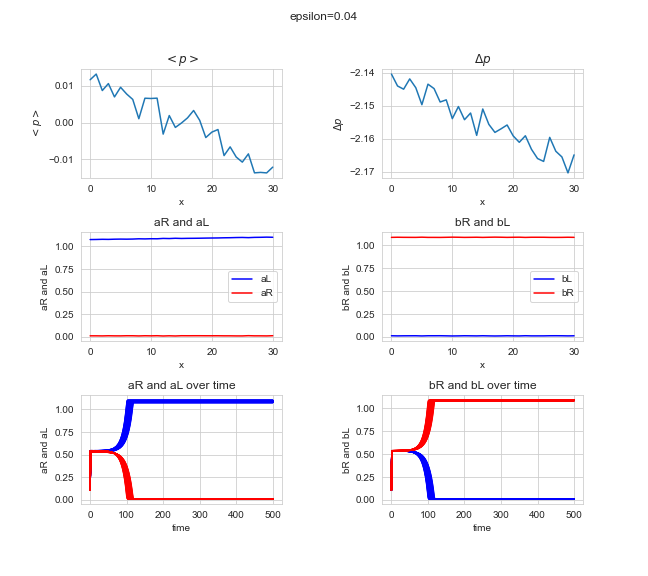 epsilon=0.04
< p >
Δp
0.01
0.00
−0.01
< p >
0
10
20
30
x
−2.14
−2.15
−2.16
−2.17
Δp
0
10
20
30
x
aR and aL
bR and bL
1.00
0.75
0.50
0.25
0.00
aR and aL
aL
aR
0
10
20
30
x
1.00
0.75
0.50
0.25
0.00
bR and bL
bL
bR
0
10
20
30
x
aR and aL over time
bR and bL over time
1.00
0.75
0.50
0.25
0.00
aR and aL
0
100
200
300
400
500
time
1.00
0.75
0.50
0.25
0.00
bR and bL
0
100
200
300
400
500
time